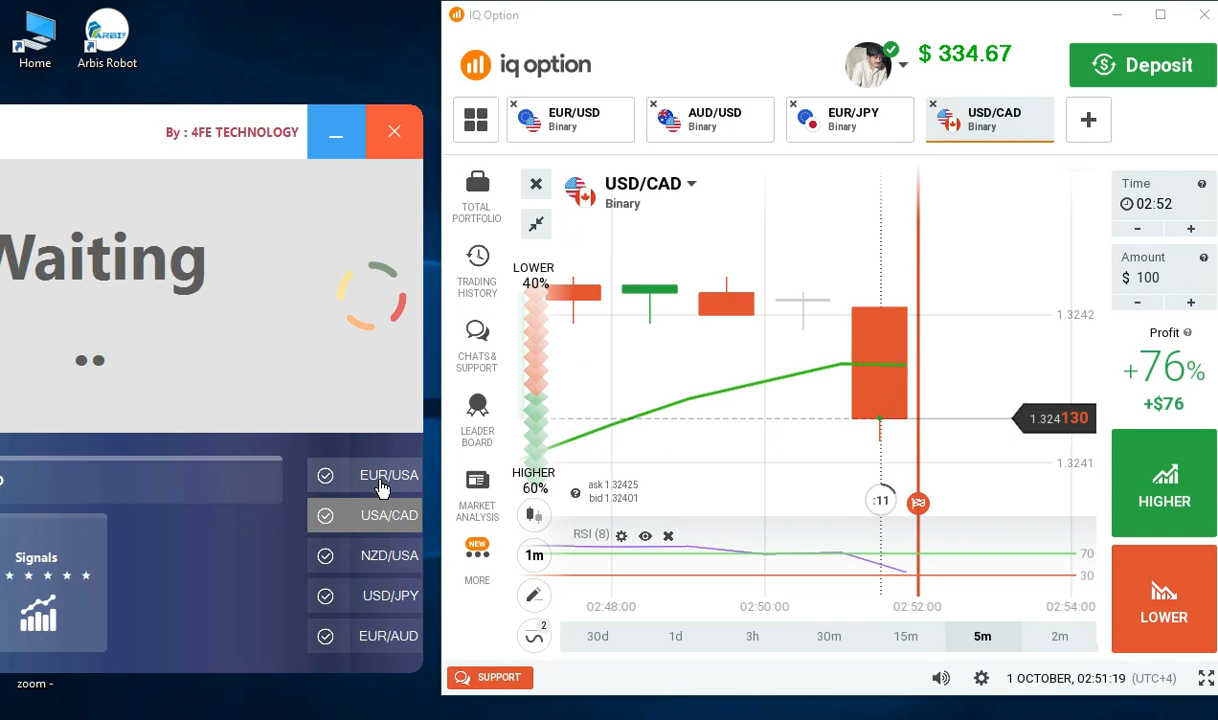 Home
ARBIS
Arbis Robot
By : 4FE TECHNOLOGY
Waiting
EUR/USA
USA/CAD
NZD/USA
USD/JPY
EUR/AUD
Signals
zoom -
IQ Option
iq option
$ 334.67
Deposit
EUR/USD
Binary
AUD/USD
Binary
EUR/JPY
Binary
USD/CAD
Binary
TOTAL
PORTFOLIO
TRADING
HISTORY
CHATS &
SUPPORT
LEADER
BOARD
MARKET
ANALYSIS
NEW
MORE
USD/CAD
Binary
LOWER
40%
HIGHER
60%
ask 1.32425
bid 1.32401
1m
2
RSI (8)
:11
1.3242
1.324130
1.3241
70
30
02:48:00
02:50:00
02:52:00
02:54:00
30d
1d
3h
30m
15m
5m
2m
Time
02:52
- +
Amount
$ 100
- +
Profit
+76%
+$76
HIGHER
LOWER
SUPPORT
1 OCTOBER, 02:51:19 (UTC+4)